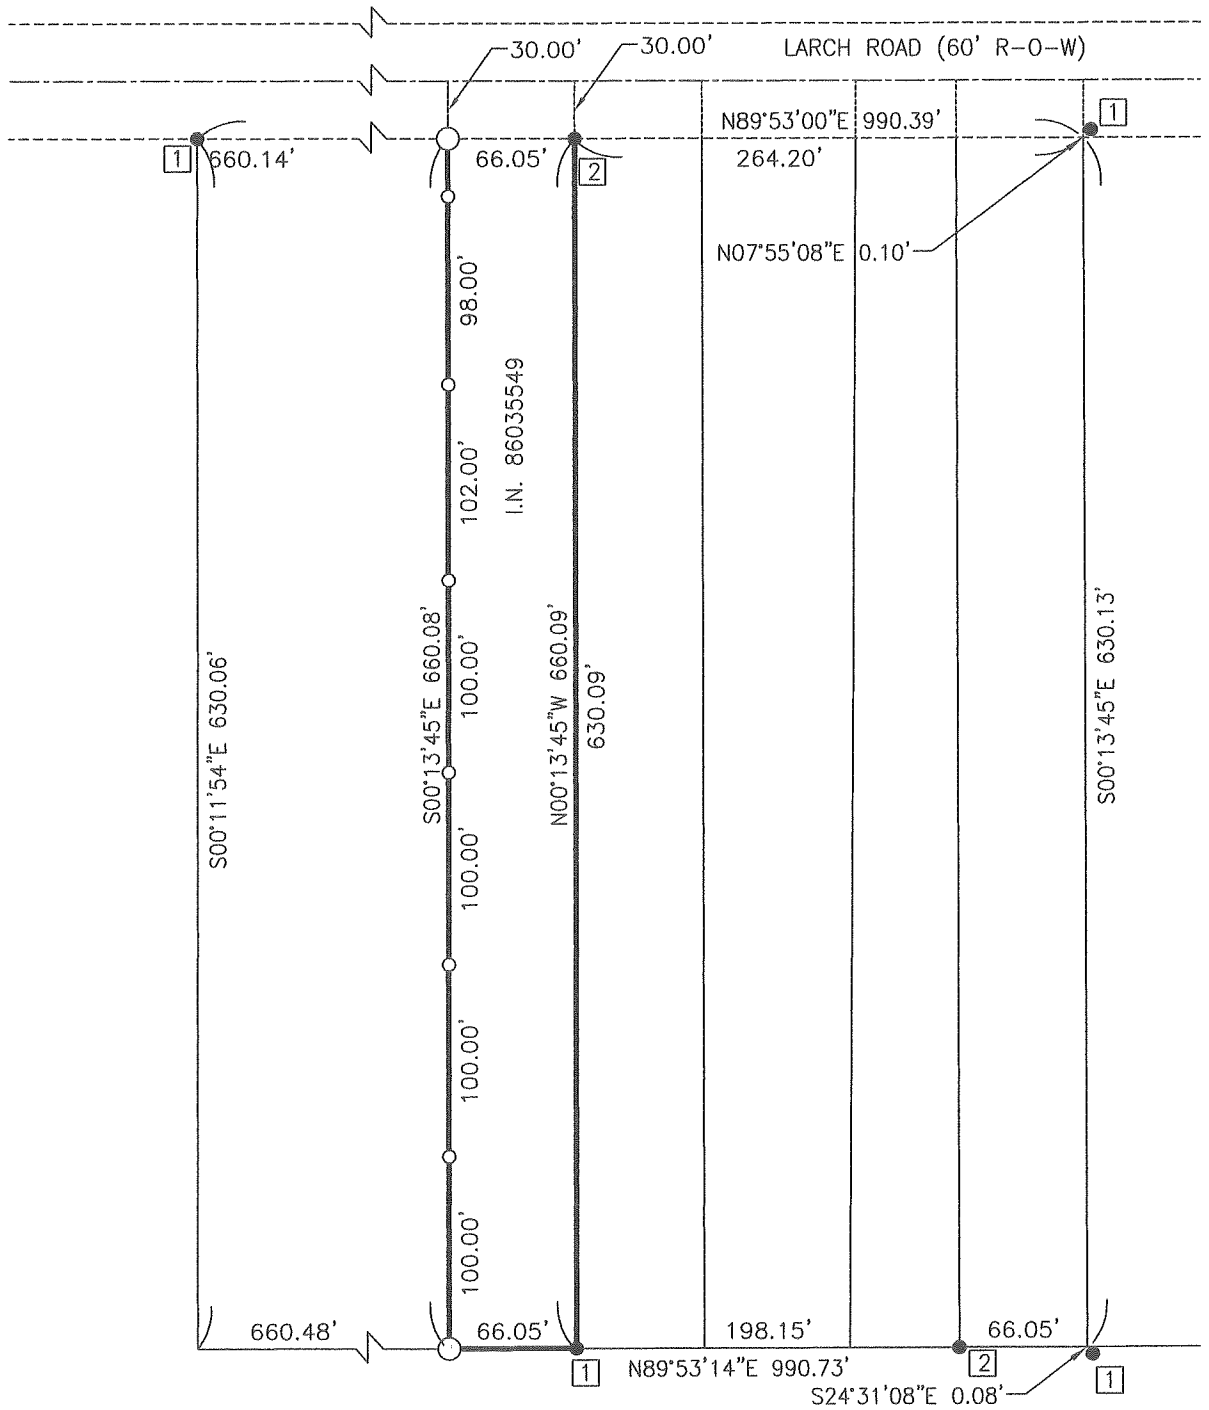 30.00'
30.00'
LARCH ROAD (60' R-O-W)
1
N89°53'00"E 990.39'
1
660.14'
66.05'
2
264.20'
N07°55'08"E 0.10'
98.00'
I.N. 86035549
102.00'
S00°11'54"E 630.06'
S00°13'45"E 660.08'
100.00'
N00°13'45"W 660.09'
630.09'
S00°13'45"E 630.13'
100.00'
100.00'
100.00'
660.48'
66.05'
198.15'
66.05'
1
N89°53'14"E 990.73'
2
1
S24°31'08"E 0.08'